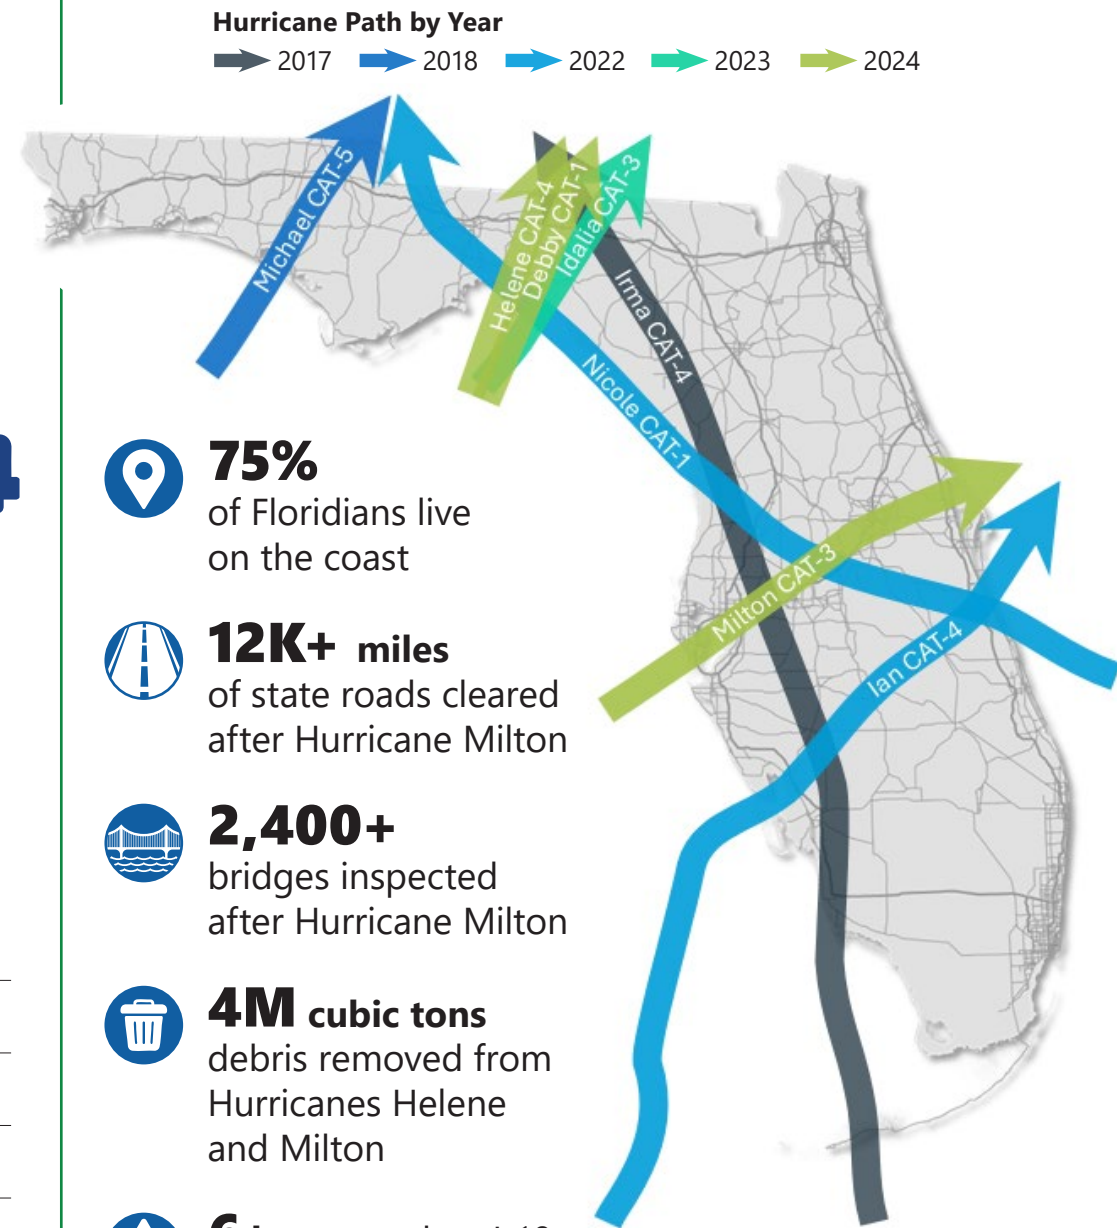 Hurricane Path by Year
2017 2018 2022 2023 2024
Michael CAT-5
Helene CAT-4
Debby CAT-1
Idalia CAT-3
Irma CAT-4
Nicole CAT-1
Milton CAT-3
Ian CAT-4
4
75%
of Floridians live
on the coast
12K+ miles
of state roads cleared
after Hurricane Milton
2,400+
bridges inspected
after Hurricane Milton
4M cubic tons
debris removed from
Hurricanes Helene
and Milton